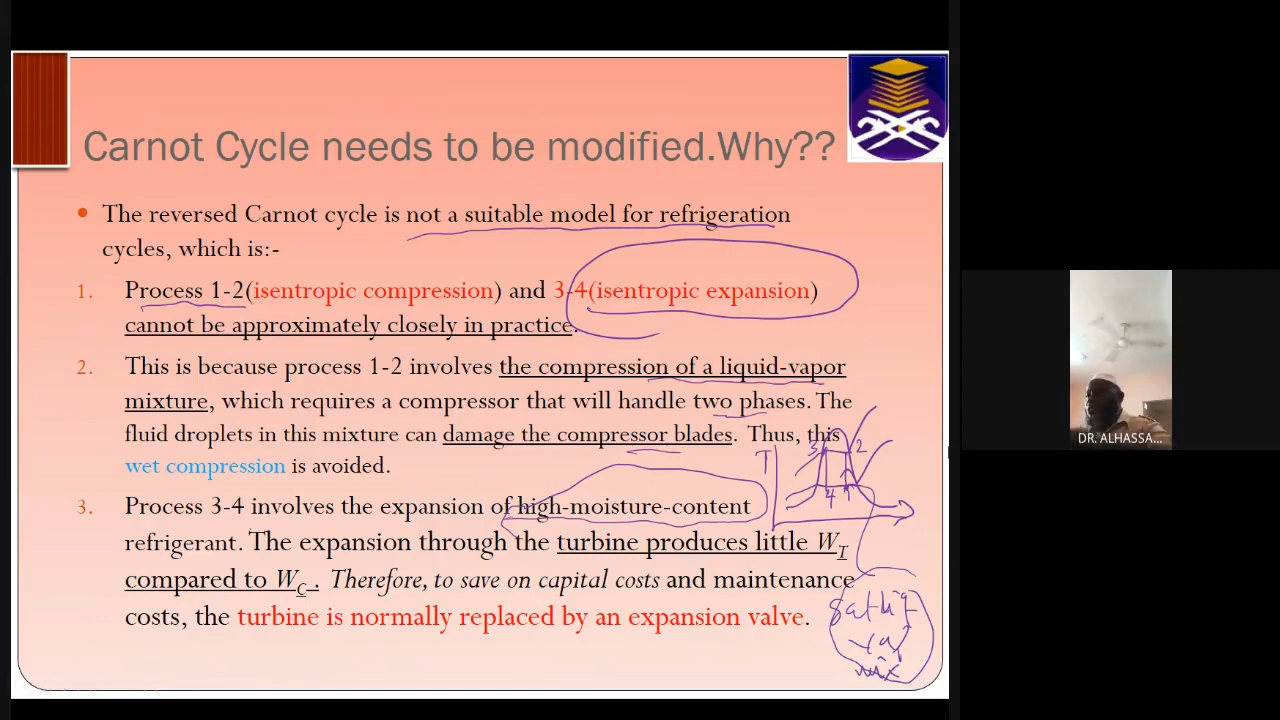 Carnot Cycle needs to be modified.Why??
• The reversed Carnot cycle is not a suitable model for refrigeration
cycles, which is:-
1. Process 1-2(isentropic compression) and 3-4(isentropic expansion)
cannot be approximately closely in practice.
2. This is because process 1-2 involves the compression of a liquid-vapor
mixture, which requires a compressor that will handle two phases. The
fluid droplets in this mixture can damage the compressor blades. Thus, this
wet compression is avoided.
3. Process 3-4 involves the expansion of high-moisture-content
refrigerant. The expansion through the turbine produces little WT
compared to WC . Therefore, to save on capital costs and maintenance
costs, the turbine is normally replaced by an expansion valve.
T
3
2
4
1
mix
DR. ALHASSA...